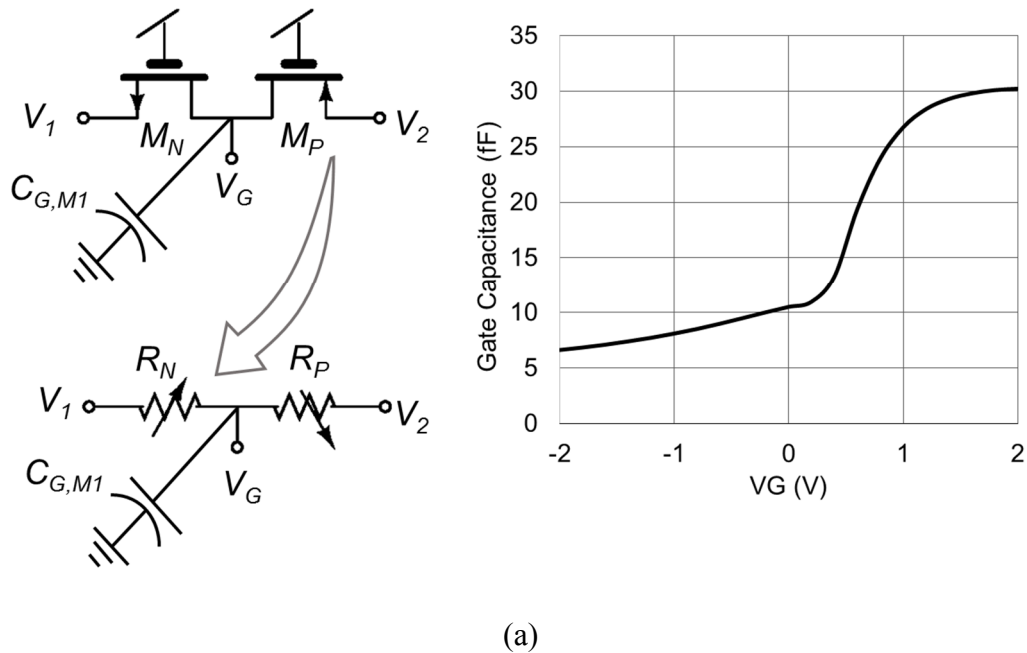 V1 MN MP V2
CG,M1 VG
RN RP
V1 V2
CG,M1 VG
Gate Capacitance (fF)
35
30
25
20
15
10
5
0
-2 -1 0 1 2
VG (V)
(a)